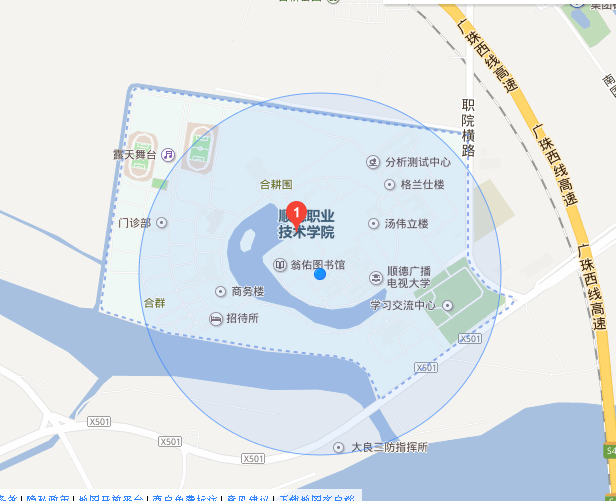 广珠西线高速
职院横路
广珠西线高速
露天舞台
分析测试中心
合耕围
格兰仕楼
1
职业
技术学院
门诊部
汤伟立楼
翁佑图书馆
广珠西线高速
顺德广播
电视大学
商务楼
合群
学习交流中心
招待所
X501
X501
X501
X501
X501
大良三防指挥所
S4